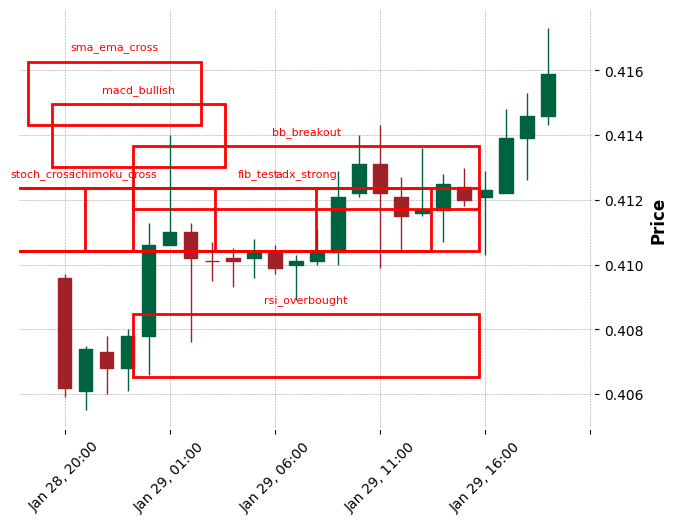 sma_ema_cross
macd_bullish
bb_breakout
stoch_cross
ichimoku_cross
fib_test
adx_strong
rsi_overbought
0.416
0.414
0.412
0.410
0.408
0.406
Price
Jan 28, 20:00
Jan 29, 01:00
Jan 29, 06:00
Jan 29, 11:00
Jan 29, 16:00